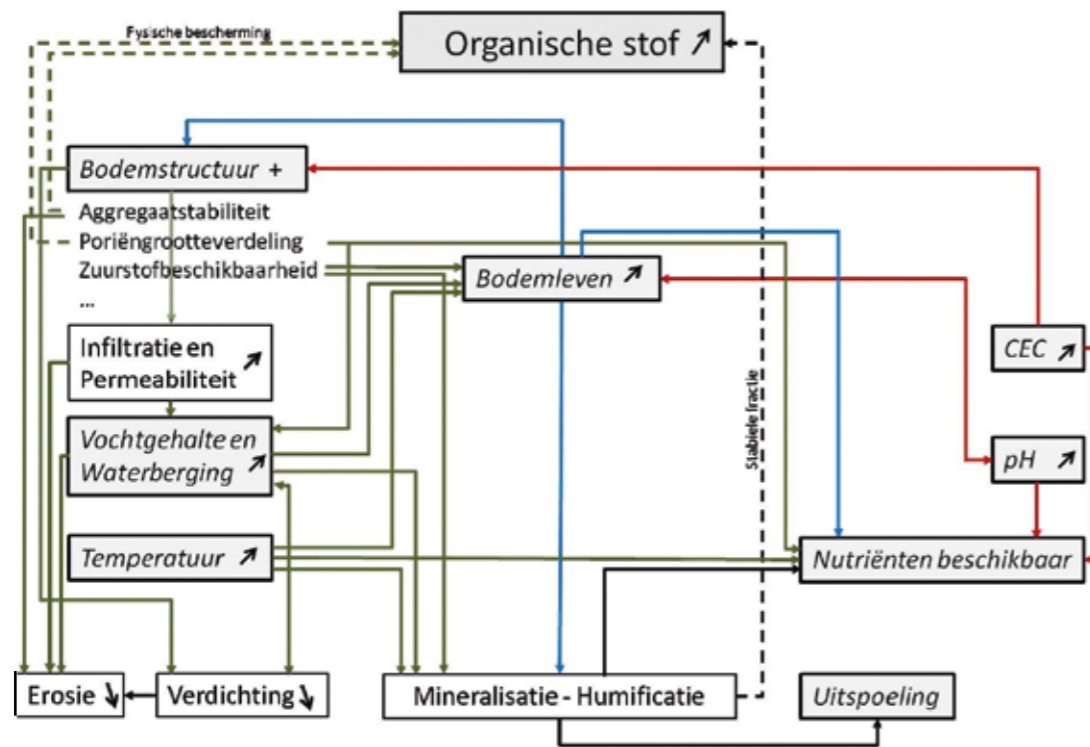 Fysische bescherming
Organische stof
Bodemstructuur +
Aggregaatstabiliteit
Poriëngrootteverdeling
Zuurstofbeschikbaarheid
...
Bodemleven
Infiltratie en
Permeabiliteit
CEC
Stabiele fractie
Vochtgehalte en
Waterberging
pH
Temperatuur
Nutriënten beschikbaar
Erosie
Verdichting
Mineralisatie - Humificatie
Uitspoeling